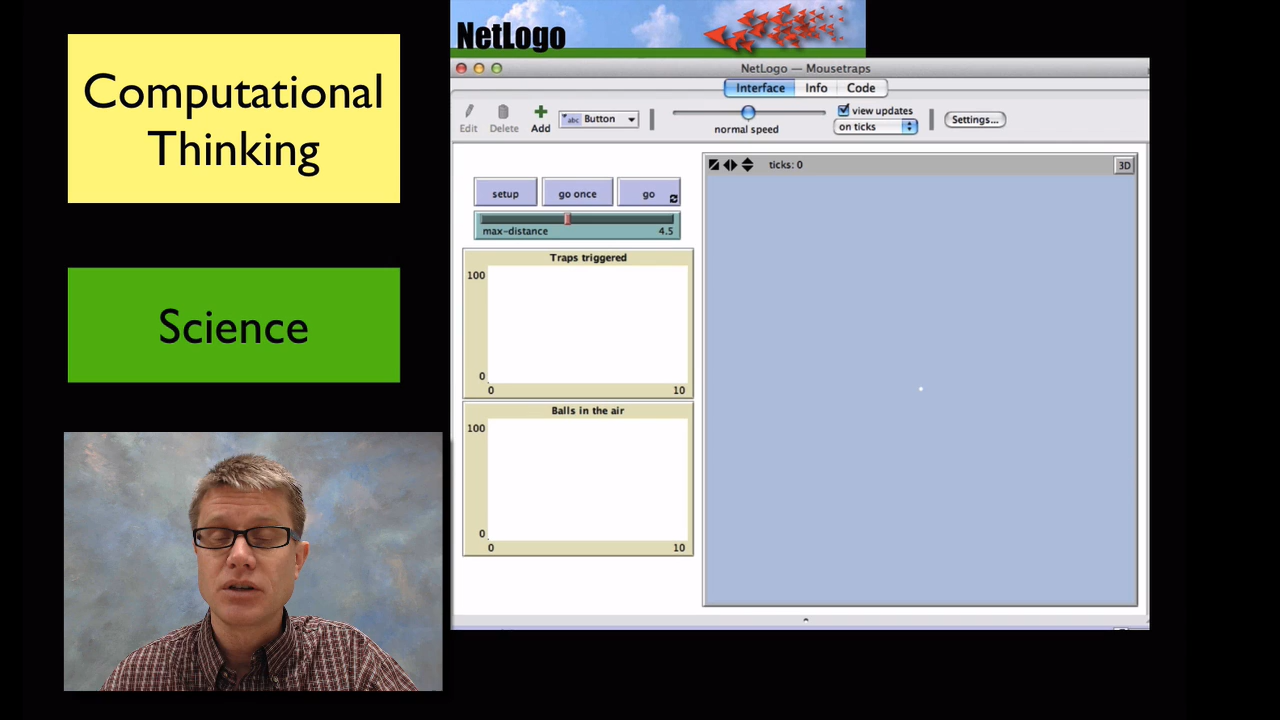 Computational
Thinking
Science
NetLogo
NetLogo — Mousetraps
Interface Info Code
Edit Delete Add abc Button normal speed view updates on ticks Settings...
ticks: 0 3D
setup go once go
max-distance 4.5
Traps triggered
100
0
0 10
Balls in the air
100
0
0 10